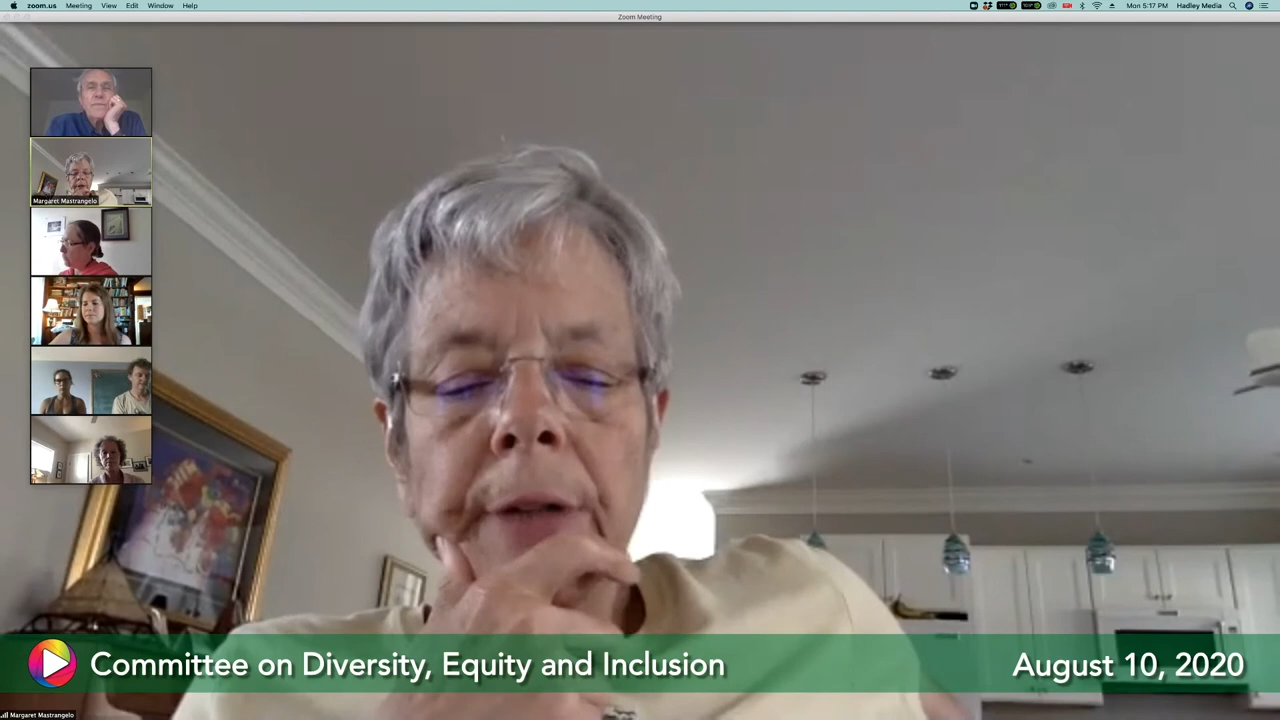 zoom.us Meeting View Edit Window Help
Mon 5:17 PM Hadley Media
Zoom Meeting
Margaret Mastrangelo
Committee on Diversity, Equity and Inclusion
August 10, 2020
Margaret Mastrangelo